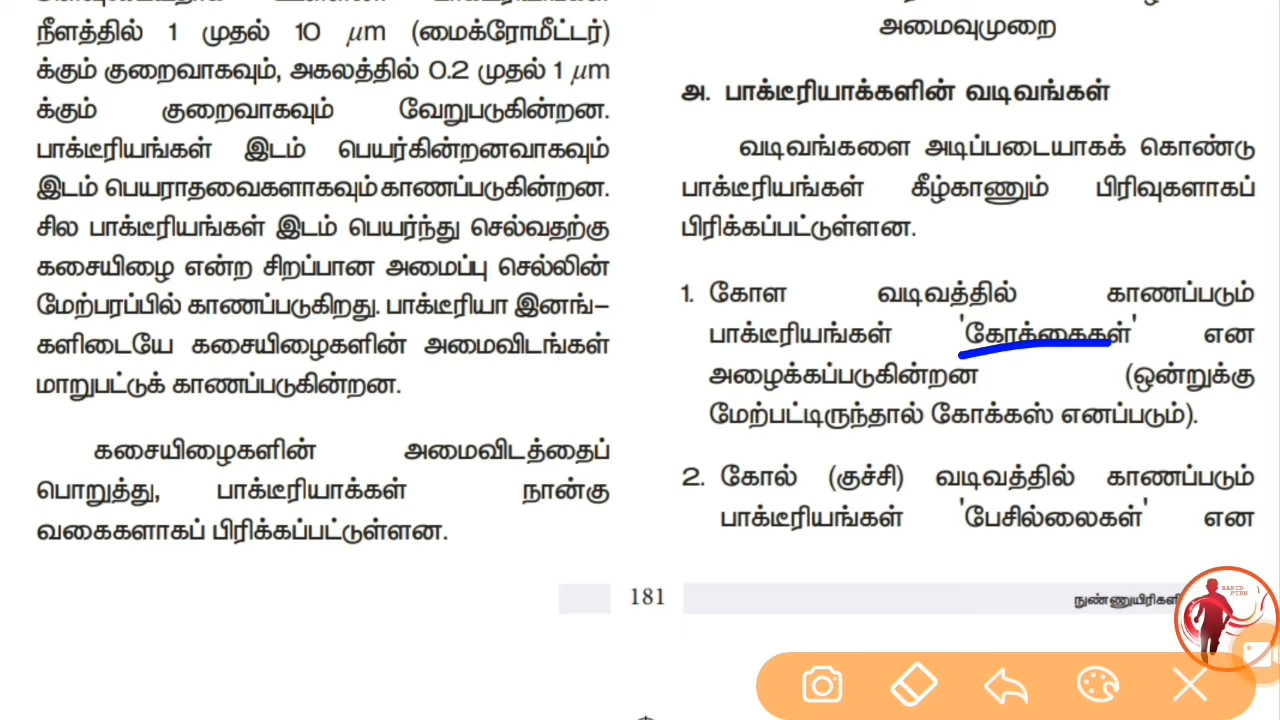 நீளத்தில் 1 முதல் 10 μm (மைக்ரோமீட்டர்)
க்கும் குறைவாகவும், அகலத்தில் 0.2 முதல் 1 μm
க்கும் குறைவாகவும் வேறுபடுகின்றன.
பாக்டீரியங்கள் இடம் பெயர்கின்றனவாகவும்
இடம் பெயராதவைகளாகவும் காணப்படுகின்றன.
சில பாக்டீரியங்கள் இடம் பெயர்ந்து செல்வதற்கு
கசையிழை என்ற சிறப்பான அமைப்பு செல்லின்
மேற்பரப்பில் காணப்படுகிறது. பாக்டீரியா இனங்-
களிடையே கசையிழைகளின் அமைவிடங்கள்
மாறுபட்டுக் காணப்படுகின்றன.
கசையிழைகளின் அமைவிடத்தைப்
பொறுத்து, பாக்டீரியாக்கள் நான்கு
வகைகளாகப் பிரிக்கப்பட்டுள்ளன.
அமைவுமுறை
அ. பாக்டீரியாக்களின் வடிவங்கள்
வடிவங்களை அடிப்படையாகக் கொண்டு
பாக்டீரியங்கள் கீழ்காணும் பிரிவுகளாகப்
பிரிக்கப்பட்டுள்ளன.
1. கோள வடிவத்தில் காணப்படும்
பாக்டீரியங்கள் 'கோக்கைகள்' என
அழைக்கப்படுகின்றன (ஒன்றுக்கு
மேற்பட்டிருந்தால் கோக்கஸ் எனப்படும்).
2. கோல் (குச்சி) வடிவத்தில் காணப்படும்
பாக்டீரியங்கள் 'பேசில்லைகள்' என
181
RAPID